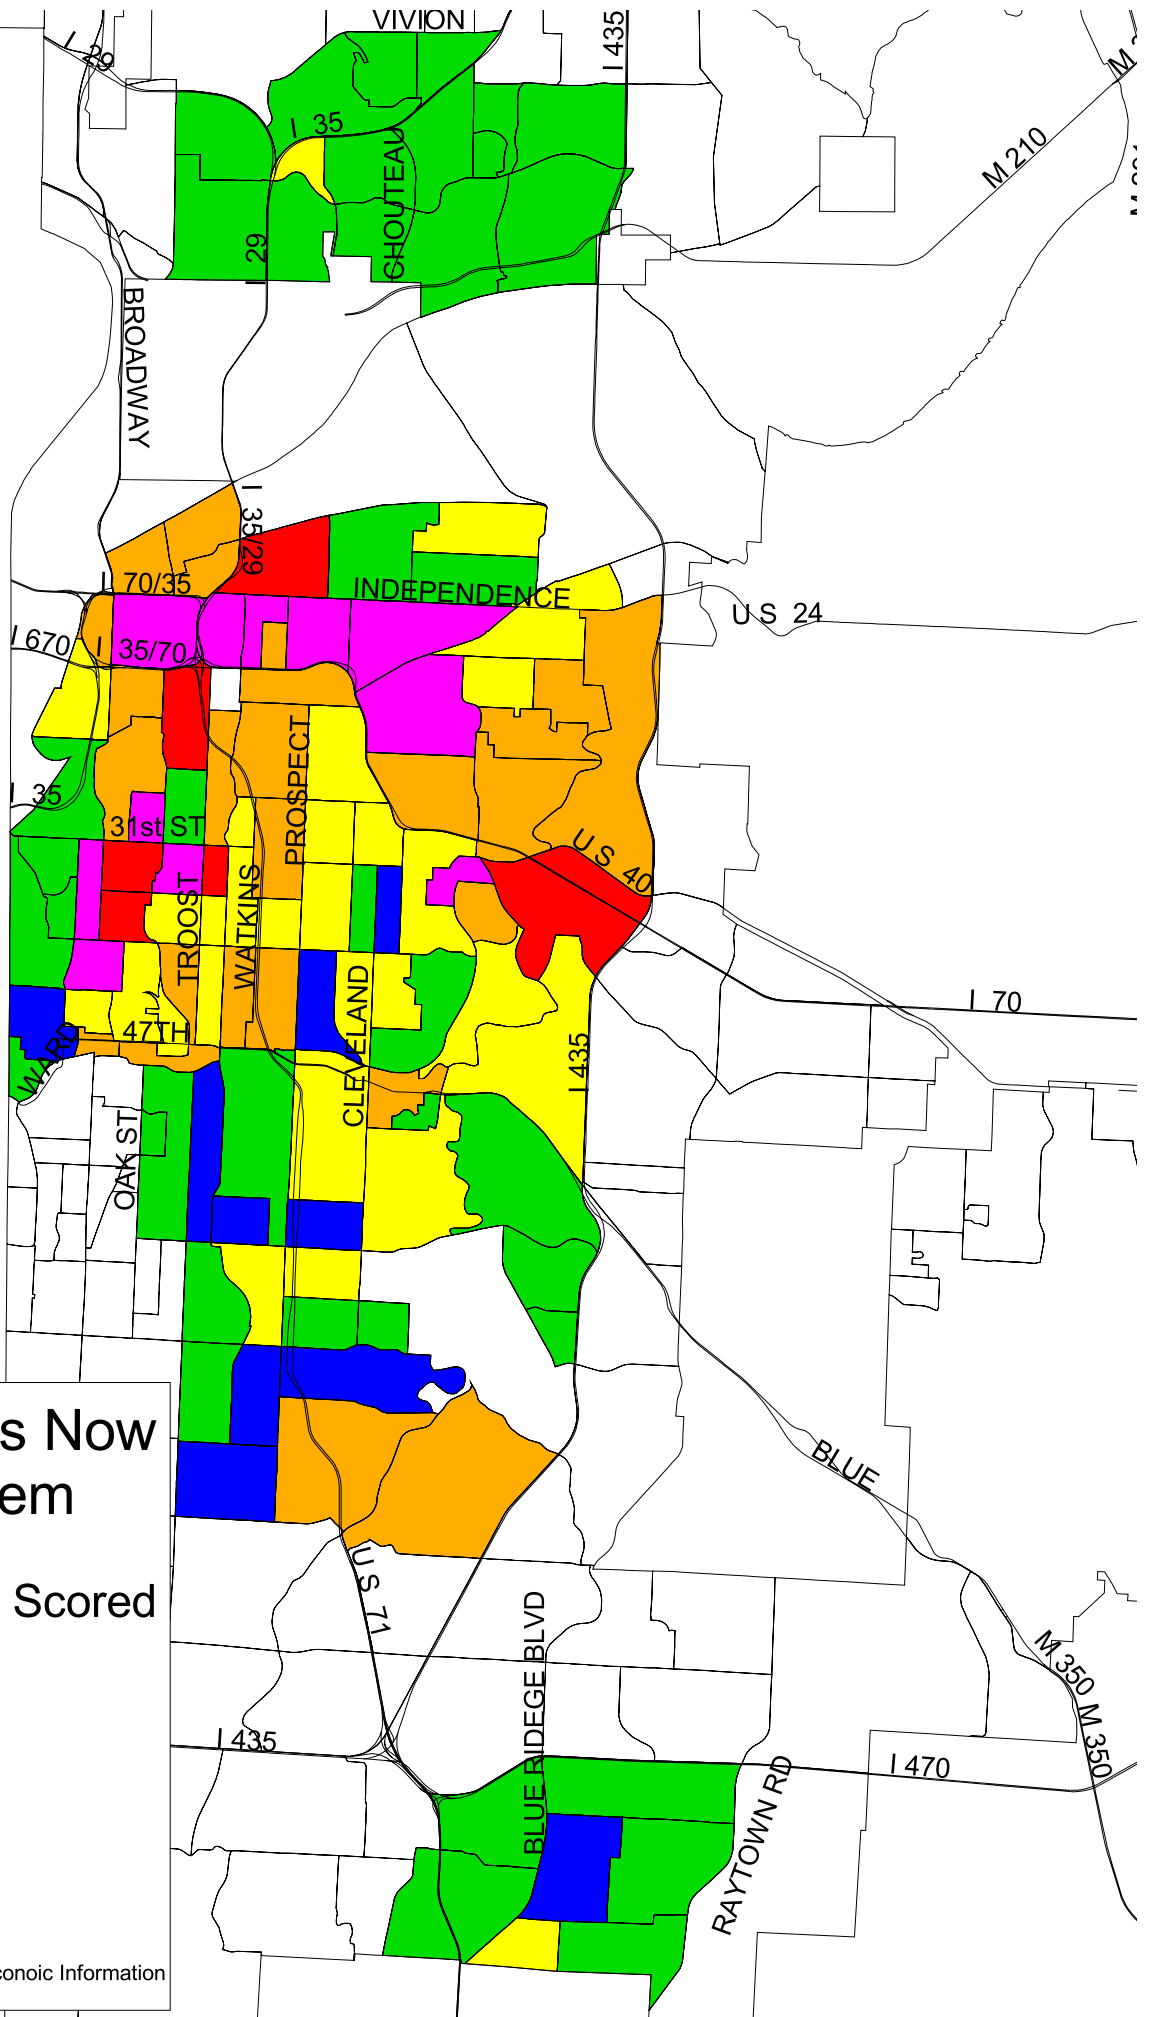 VIVION
I 29
I 435
M 210
I 35
CHOUTEAU
I 29
BROADWAY
I 35/29
I 70/35
INDEPENDENCE
U S 24
I 670
I 35/70
PROSPECT
I 35
31st ST
U S 40
TROOST
WATKINS
CLEVELAND
I 70
47TH
WARD
I 435
OAK ST
s Now
em
Scored
BLUE
U S 71
BLUE RIDEGE BLVD
M 350
M 350
I 435
I 470
RAYTOWN RD
conoic Information